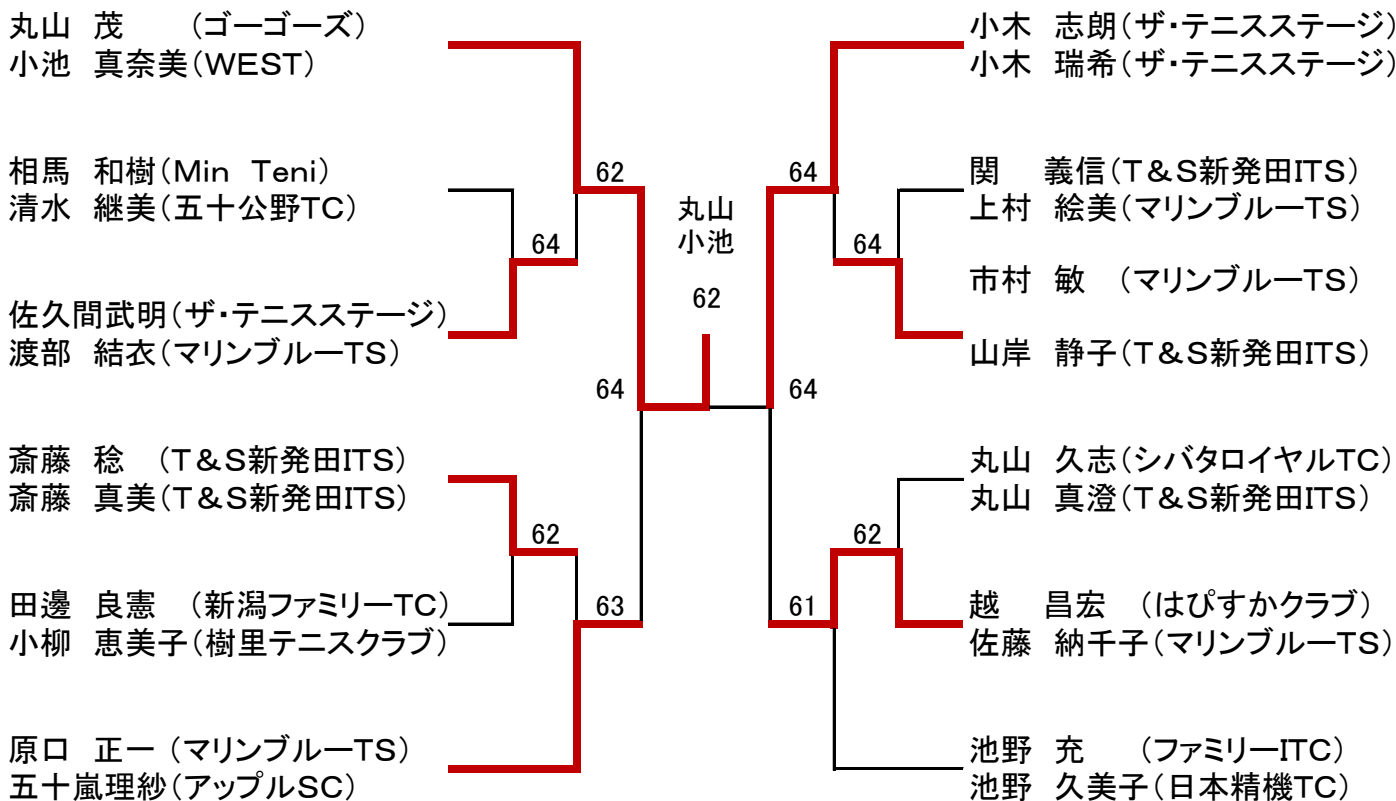 丸山　茂　　（ゴーゴーズ）
小池　真奈美（WEST）
相馬　和樹（Min　Teni）
清水　継美（五十公野TC）
佐久間武明（ザ・テニスステージ）
渡部　結衣（マリンブルーTS）
斎藤　稔　（T＆S新発田ITS）
斎藤　真美（T＆S新発田ITS）
田邊　良憲　（新潟ファミリーTC）
小柳　恵美子（樹里テニスクラブ）
原口　正一　（マリンブルーTS）
五十嵐理紗（アップルSC）
62
64
64
62
63
丸山
小池
62
64
64
64
62
61
小木　志朗（ザ・テニスステージ）
小木　瑞希（ザ・テニスステージ）
関　　義信（T＆S新発田ITS）
上村　絵美（マリンブルーTS）
市村　敏　（マリンブルーTS）
山岸　静子（T＆S新発田ITS）
丸山　久志（シバタロイヤルTC）
丸山　真澄（T＆S新発田ITS）
越　　昌宏　（はぴすかクラブ）
佐藤　納千子（マリンブルーTS）
池野　充　　（ファミリーITC）
池野　久美子（日本精機TC）